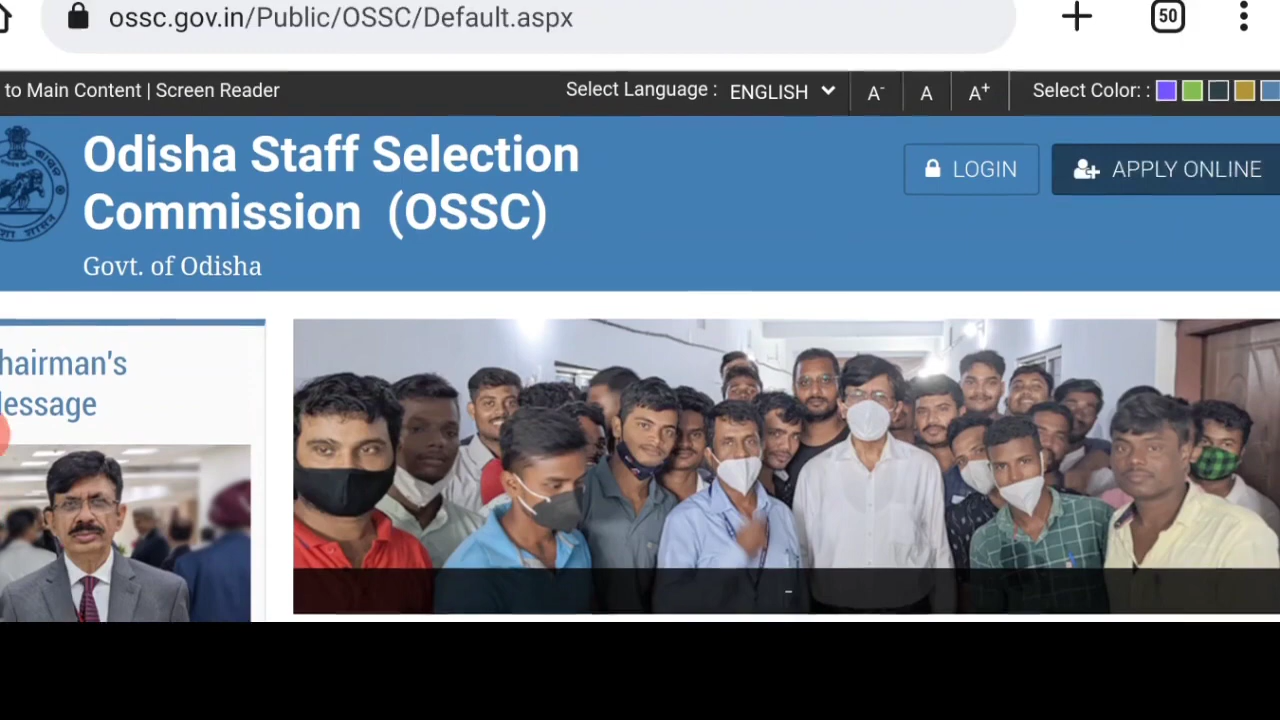 ossc.gov.in/Public/OSSC/Default.aspx
50
to Main Content | Screen Reader
Select Language :
ENGLISH
A-
A
A+
Select Color: :
Odisha Staff Selection
Commission (OSSC)
Govt. of Odisha
LOGIN
APPLY ONLINE
hairman's
essage